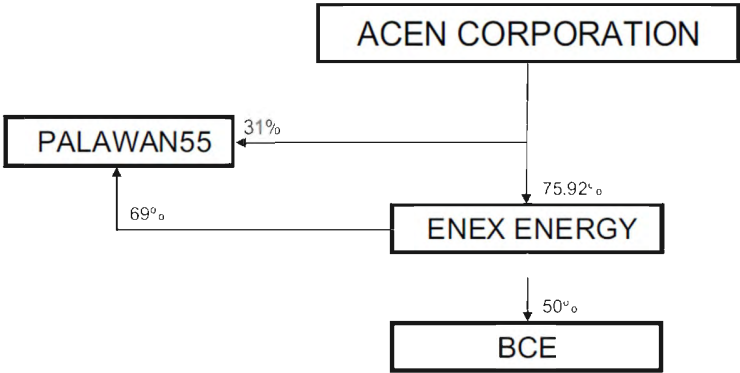 ACEN CORPORATION
31%
PALAWAN55
75.92%
69%
ENEX ENERGY
50%
BCE